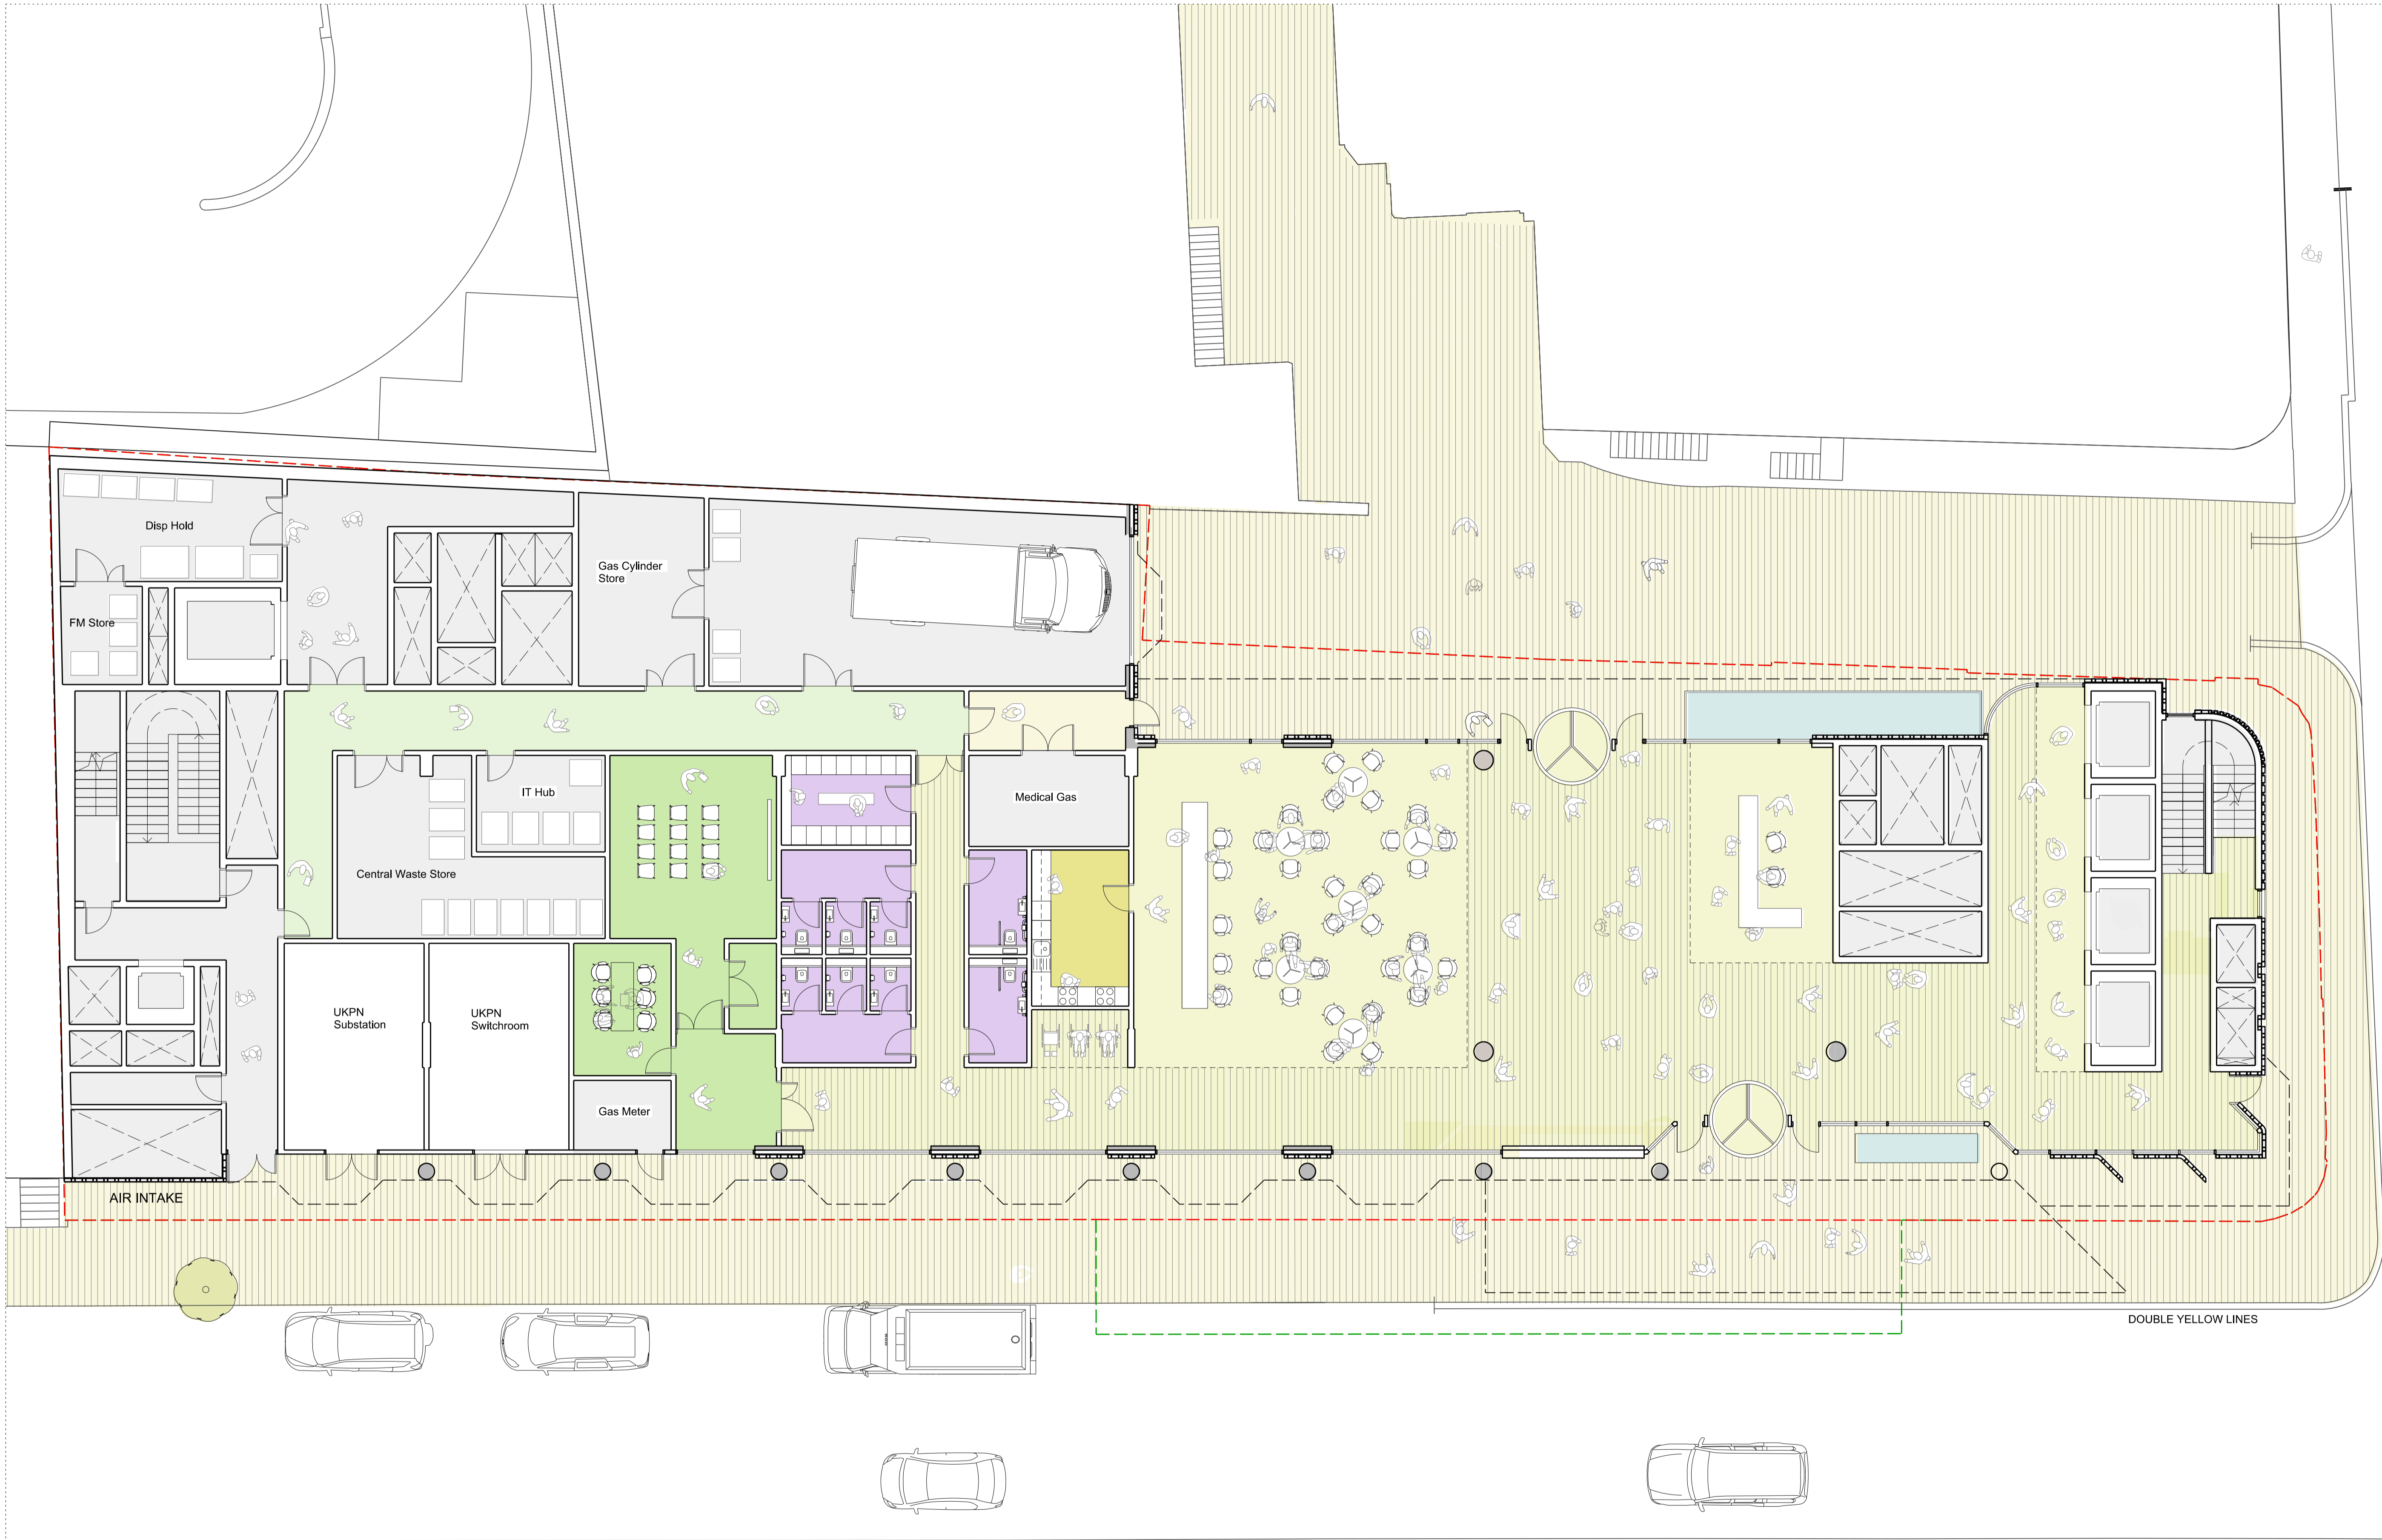 Disp Hold
Gas Cylinder
Store
FM Store
IT Hub
Medical Gas
Central Waste Store
UKPN
Substation
UKPN
Switchroom
Gas Meter
AIR INTAKE
DOUBLE YELLOW LINES